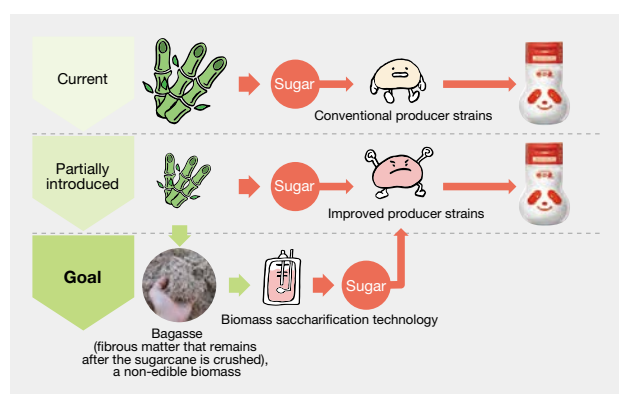 Current
Sugar
Conventional producer strains
Partially
introduced
Sugar
Improved producer strains
Goal
Sugar
Biomass saccharification technology
Bagasse
(fibrous matter that remains
after the sugarcane is crushed),
a non-edible biomass